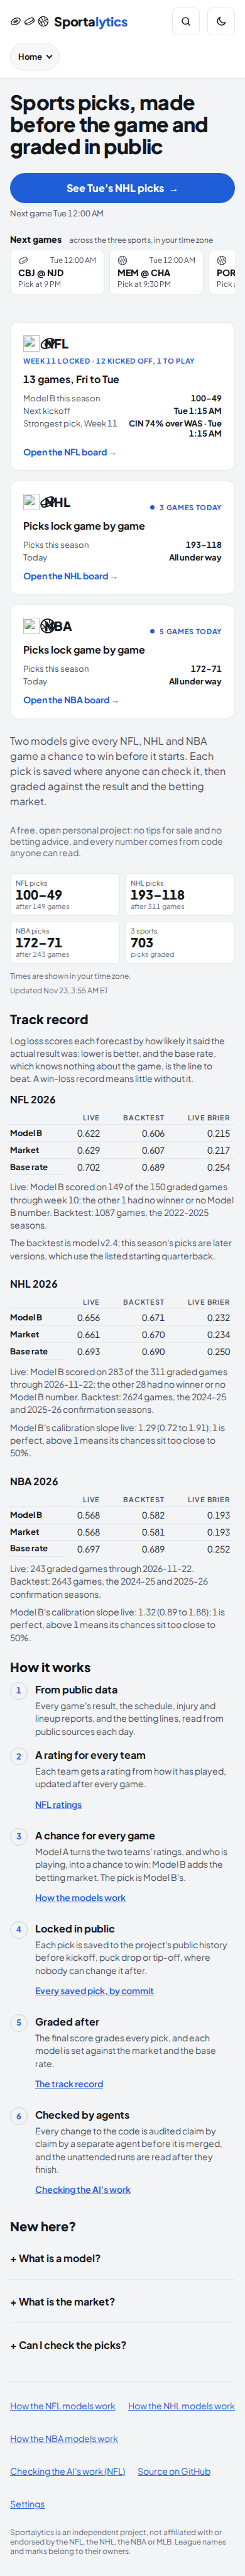 Sportalytics
Home
Sports picks, made
before the game and
graded in public
See Tue's NHL picks →
Next game Tue 12:00 AM
Next games across the three sports, in your time zone
Tue 12:00 AM
CBJ @ NJD
Pick at 9 PM
Tue 12:00 AM
MEM @ CHA
Pick at 9:30 PM
POR
Pick a
NFL
WEEK 11 LOCKED · 12 KICKED OFF, 1 TO PLAY
13 games, Fri to Tue
Model B this season 100–49
Next kickoff Tue 1:15 AM
Strongest pick, Week 11 CIN 74% over WAS · Tue
1:15 AM
Open the NFL board →
NHL
3 GAMES TODAY
Picks lock game by game
Picks this season 193–118
Today All under way
Open the NHL board →
NBA
5 GAMES TODAY
Picks lock game by game
Picks this season 172–71
Today All under way
Open the NBA board →
Two models give every NFL, NHL and NBA
game a chance to win before it starts. Each
pick is saved where anyone can check it, then
graded against the result and the betting
market.
A free, open personal project: no tips for sale and no
betting advice, and every number comes from code
anyone can read.
NFL picks
100–49
after 149 games
NHL picks
193–118
after 311 games
NBA picks
172–71
after 243 games
3 sports
703
picks graded
Times are shown in your time zone.
Updated Nov 23, 3:55 AM ET
Track record
Log loss scores each forecast by how likely it said the
actual result was; lower is better, and the base rate,
which knows nothing about the game, is the line to
beat. A win-loss record means little without it.
NFL 2026
LIVE BACKTEST LIVE BRIER
Model B 0.622 0.606 0.215
Market 0.629 0.607 0.217
Base rate 0.702 0.689 0.254
Live: Model B scored on 149 of the 150 graded games
through week 10; the other 1 had no winner or no Model
B number. Backtest: 1087 games, the 2022-2025
seasons.
The backtest is model v2.4; this season's picks are later
versions, which use the listed starting quarterback.
NHL 2026
LIVE BACKTEST LIVE BRIER
Model B 0.656 0.671 0.232
Market 0.661 0.670 0.234
Base rate 0.693 0.690 0.250
Live: Model B scored on 283 of the 311 graded games
through 2026-11-22; the other 28 had no winner or no
Model B number. Backtest: 2624 games, the 2024-25
and 2025-26 confirmation seasons.
Model B's calibration slope live: 1.29 (0.72 to 1.91); 1 is
perfect, above 1 means its chances sit too close to
50%.
NBA 2026
LIVE BACKTEST LIVE BRIER
Model B 0.568 0.582 0.193
Market 0.568 0.581 0.193
Base rate 0.697 0.689 0.252
Live: 243 graded games through 2026-11-22.
Backtest: 2643 games, the 2024-25 and 2025-26
confirmation seasons.
Model B's calibration slope live: 1.32 (0.89 to 1.88); 1 is
perfect, above 1 means its chances sit too close to
50%.
How it works
1 From public data
Every game's result, the schedule, injury and
lineup reports, and the betting lines, read from
public sources each day.
2 A rating for every team
Each team gets a rating from how it has played,
updated after every game.
NFL ratings
3 A chance for every game
Model A turns the two teams' ratings, and who is
playing, into a chance to win; Model B adds the
betting market. The pick is Model B's.
How the models work
4 Locked in public
Each pick is saved to the project's public history
before kickoff, puck drop or tip-off, where
nobody can change it after.
Every saved pick, by commit
5 Graded after
The final score grades every pick, and each
model is set against the market and the base
rate.
The track record
6 Checked by agents
Every change to the code is audited claim by
claim by a separate agent before it is merged,
and the unattended runs are read after they
finish.
Checking the AI's work
New here?
+ What is a model?
+ What is the market?
+ Can I check the picks?
How the NFL models work How the NHL models work
How the NBA models work
Checking the AI's work (NFL) Source on GitHub
Settings
Sportalytics is an independent project, not affiliated with or
endorsed by the NFL, the NHL, the NBA or MLB. League names
and marks belong to their owners.